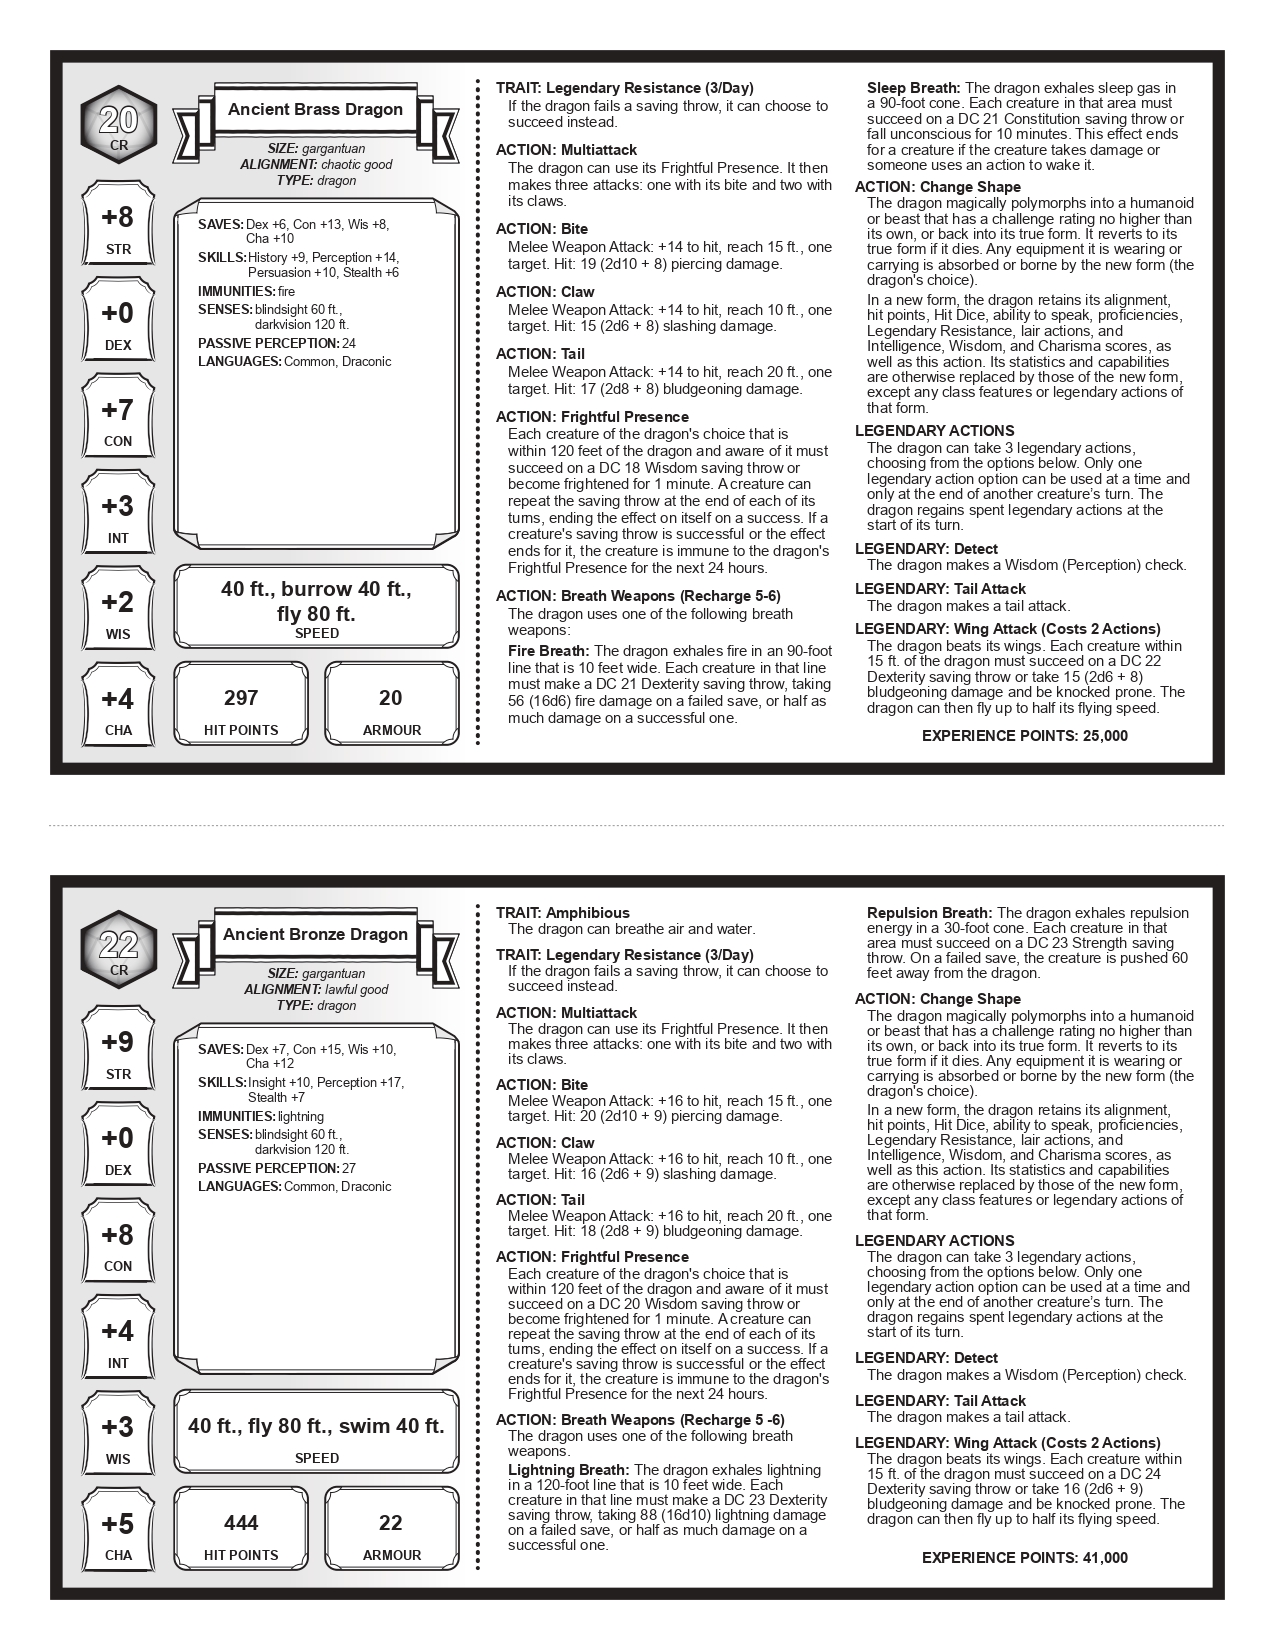 20
CR
Ancient Brass Dragon
SIZE: gargantuan
ALIGNMENT: chaotic good
TYPE: dragon
+8
STR
+0
DEX
+7
CON
+3
INT
+2
WIS
+4
CHA
SAVES: Dex +6, Con +13, Wis +8,
Cha +10
SKILLS: History +9, Perception +14,
Persuasion +10, Stealth +6
IMMUNITIES: fire
SENSES: blindsight 60 ft.,
darkvision 120 ft.
PASSIVE PERCEPTION: 24
LANGUAGES: Common, Draconic
40 ft., burrow 40 ft.,
fly 80 ft.
SPEED
297
HIT POINTS
20
ARMOUR
TRAIT: Legendary Resistance (3/Day)
If the dragon fails a saving throw, it can choose to
succeed instead.
ACTION: Multiattack
The dragon can use its Frightful Presence. It then
makes three attacks: one with its bite and two with
its claws.
ACTION: Bite
Melee Weapon Attack: +14 to hit, reach 15 ft., one
target. Hit: 19 (2d10 + 8) piercing damage.
ACTION: Claw
Melee Weapon Attack: +14 to hit, reach 10 ft., one
target. Hit: 15 (2d6 + 8) slashing damage.
ACTION: Tail
Melee Weapon Attack: +14 to hit, reach 20 ft., one
target. Hit: 17 (2d8 + 8) bludgeoning damage.
ACTION: Frightful Presence
Each creature of the dragon's choice that is
within 120 feet of the dragon and aware of it must
succeed on a DC 18 Wisdom saving throw or
become frightened for 1 minute. A creature can
repeat the saving throw at the end of each of its
turns, ending the effect on itself on a success. If a
creature's saving throw is successful or the effect
ends for it, the creature is immune to the dragon's
Frightful Presence for the next 24 hours.
ACTION: Breath Weapons (Recharge 5-6)
The dragon uses one of the following breath
weapons:
Fire Breath: The dragon exhales fire in an 90-foot
line that is 10 feet wide. Each creature in that line
must make a DC 21 Dexterity saving throw, taking
56 (16d6) fire damage on a failed save, or half as
much damage on a successful one.
Sleep Breath: The dragon exhales sleep gas in
a 90-foot cone. Each creature in that area must
succeed on a DC 21 Constitution saving throw or
fall unconscious for 10 minutes. This effect ends
for a creature if the creature takes damage or
someone uses an action to wake it.
ACTION: Change Shape
The dragon magically polymorphs into a humanoid
or beast that has a challenge rating no higher than
its own, or back into its true form. It reverts to its
true form if it dies. Any equipment it is wearing or
carrying is absorbed or borne by the new form (the
dragon's choice).
In a new form, the dragon retains its alignment,
hit points, Hit Dice, ability to speak, proficiencies,
Legendary Resistance, lair actions, and
Intelligence, Wisdom, and Charisma scores, as
well as this action. Its statistics and capabilities
are otherwise replaced by those of the new form,
except any class features or legendary actions of
that form.
LEGENDARY ACTIONS
The dragon can take 3 legendary actions,
choosing from the options below. Only one
legendary action option can be used at a time and
only at the end of another creature's turn. The
dragon regains spent legendary actions at the
start of its turn.
LEGENDARY: Detect
The dragon makes a Wisdom (Perception) check.
LEGENDARY: Tail Attack
The dragon makes a tail attack.
LEGENDARY: Wing Attack (Costs 2 Actions)
The dragon beats its wings. Each creature within
15 ft. of the dragon must succeed on a DC 22
Dexterity saving throw or take 15 (2d6 + 8)
bludgeoning damage and be knocked prone. The
dragon can then fly up to half its flying speed.
EXPERIENCE POINTS: 25,000
22
CR
Ancient Bronze Dragon
SIZE: gargantuan
ALIGNMENT: lawful good
TYPE: dragon
+9
STR
+0
DEX
+8
CON
+4
INT
+3
WIS
+5
CHA
SAVES: Dex +7, Con +15, Wis +10,
Cha +12
SKILLS: Insight +10, Perception +17,
Stealth +7
IMMUNITIES: lightning
SENSES: blindsight 60 ft.,
darkvision 120 ft.
PASSIVE PERCEPTION: 27
LANGUAGES: Common, Draconic
40 ft., fly 80 ft., swim 40 ft.
SPEED
444
HIT POINTS
22
ARMOUR
TRAIT: Amphibious
The dragon can breathe air and water.
TRAIT: Legendary Resistance (3/Day)
If the dragon fails a saving throw, it can choose to
succeed instead.
ACTION: Multiattack
The dragon can use its Frightful Presence. It then
makes three attacks: one with its bite and two with
its claws.
ACTION: Bite
Melee Weapon Attack: +16 to hit, reach 15 ft., one
target. Hit: 20 (2d10 + 9) piercing damage.
ACTION: Claw
Melee Weapon Attack: +16 to hit, reach 10 ft., one
target. Hit: 16 (2d6 + 9) slashing damage.
ACTION: Tail
Melee Weapon Attack: +16 to hit, reach 20 ft., one
target. Hit: 18 (2d8 + 9) bludgeoning damage.
ACTION: Frightful Presence
Each creature of the dragon's choice that is
within 120 feet of the dragon and aware of it must
succeed on a DC 20 Wisdom saving throw or
become frightened for 1 minute. A creature can
repeat the saving throw at the end of each of its
turns, ending the effect on itself on a success. If a
creature's saving throw is successful or the effect
ends for it, the creature is immune to the dragon's
Frightful Presence for the next 24 hours.
ACTION: Breath Weapons (Recharge 5 -6)
The dragon uses one of the following breath
weapons.
Lightning Breath: The dragon exhales lightning
in a 120-foot line that is 10 feet wide. Each
creature in that line must make a DC 23 Dexterity
saving throw, taking 88 (16d10) lightning damage
on a failed save, or half as much damage on a
successful one.
Repulsion Breath: The dragon exhales repulsion
energy in a 30-foot cone. Each creature in that
area must succeed on a DC 23 Strength saving
throw. On a failed save, the creature is pushed 60
feet away from the dragon.
ACTION: Change Shape
The dragon magically polymorphs into a humanoid
or beast that has a challenge rating no higher than
its own, or back into its true form. It reverts to its
true form if it dies. Any equipment it is wearing or
carrying is absorbed or borne by the new form (the
dragon's choice).
In a new form, the dragon retains its alignment,
hit points, Hit Dice, ability to speak, proficiencies,
Legendary Resistance, lair actions, and
Intelligence, Wisdom, and Charisma scores, as
well as this action. Its statistics and capabilities
are otherwise replaced by those of the new form,
except any class features or legendary actions of
that form.
LEGENDARY ACTIONS
The dragon can take 3 legendary actions,
choosing from the options below. Only one
legendary action option can be used at a time and
only at the end of another creature's turn. The
dragon regains spent legendary actions at the
start of its turn.
LEGENDARY: Detect
The dragon makes a Wisdom (Perception) check.
LEGENDARY: Tail Attack
The dragon makes a tail attack.
LEGENDARY: Wing Attack (Costs 2 Actions)
The dragon beats its wings. Each creature within
15 ft. of the dragon must succeed on a DC 24
Dexterity saving throw or take 16 (2d6 + 9)
bludgeoning damage and be knocked prone. The
dragon can then fly up to half its flying speed.
EXPERIENCE POINTS: 41,000